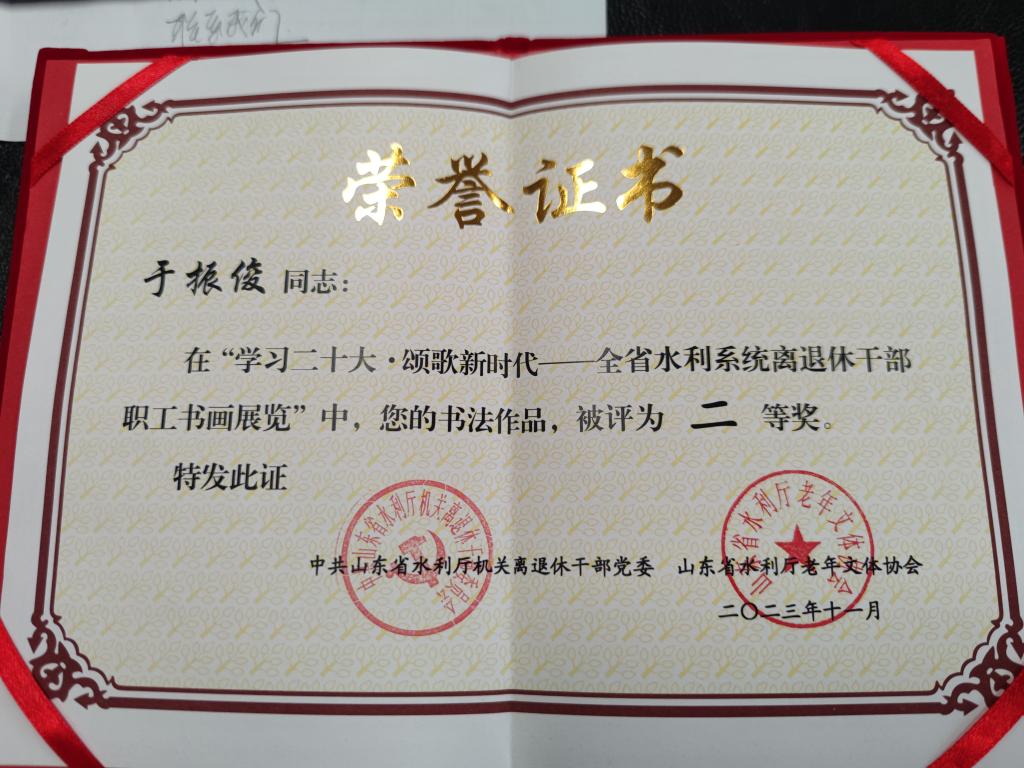 荣誉证书
于振俊 同志：
在“学习二十大·颂歌新时代——全省水利系统离退休干部
职工书画展览”中，您的书法作品，被评为 二 等奖。
特发此证
中共山东省水利厅机关离退休干部党委 山东省水利厅老年文体协会
二〇二三年十一月